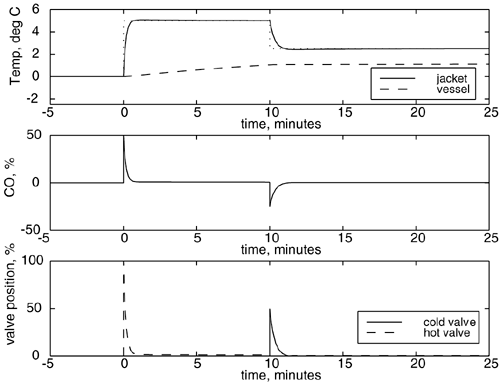 6
4
2
0
2
Temp, deg C
jacket
vessel
-5 0 5 10 15 20 25
time, minutes
50
0
-50
CO, %
-5 0 5 10 15 20 25
time, minutes
100
50
0
valve position, %
cold valve
hot valve
-5 0 5 10 15 20 25
time, minutes